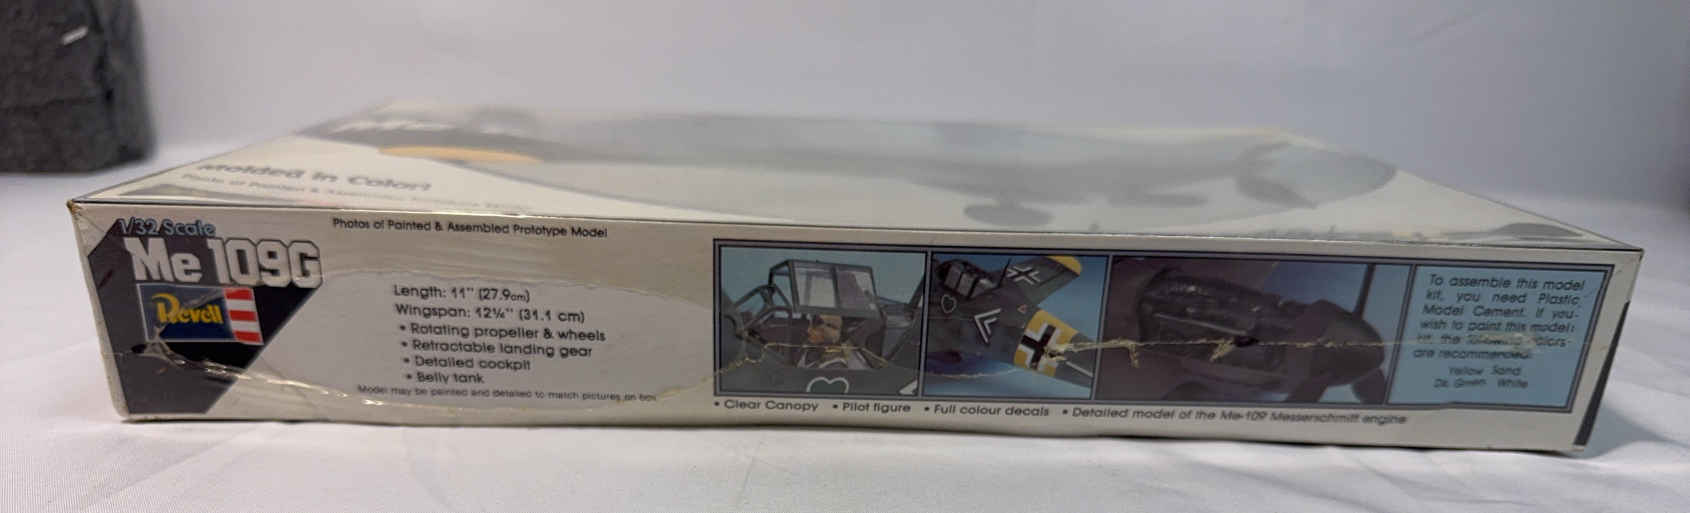 Molded in Color!
1/32 Scale
Me 109G
Revell
Photos of Painted & Assembled Prototype Model
Length: 11" (27.9cm)
Wingspan: 12¼" (31.1 cm)
• Rotating propeller & wheels
• Retractable landing gear
• Detailed cockpit
• Belly tank
Model may be painted and detailed to match pictures on box
• Clear Canopy • Pilot figure • Full colour decals • Detailed model of the Me-109 Messerschmitt engine
To assemble this model
kit, you need Plastic
Model Cement. If you
wish to paint this model
kit, the colors
are recommended:
Yellow Sand
Dk. Green White